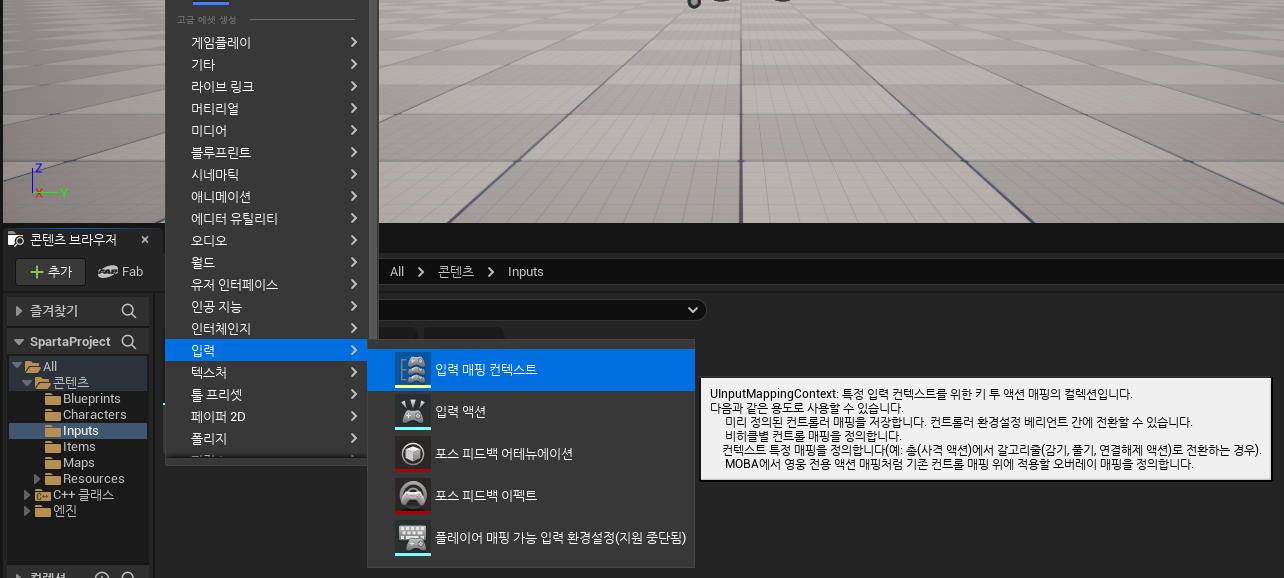 고급 에셋 생성
게임플레이
기타
라이브 링크
머티리얼
미디어
블루프린트
시네마틱
애니메이션
에디터 유틸리티
오디오
월드
유저 인터페이스
인공 지능
인터체인지
입력
텍스처
툴 프리셋
페이퍼 2D
폴리지
Z
X Y
콘텐츠 브라우저 ×
추가
Fab
All > 콘텐츠 > Inputs
즐겨찾기
SpartaProject
All
콘텐츠
Blueprints
Characters
Inputs
Items
Maps
Resources
C++ 클래스
엔진
컬렉션
입력 매핑 컨텍스트
입력 액션
포스 피드백 어테뉴에이션
포스 피드백 이펙트
플레이어 매핑 가능 입력 환경설정(지원 중단됨)
UInputMappingContext: 특정 입력 컨텍스트를 위한 키 투 액션 매핑의 컬렉션입니다.
다음과 같은 용도로 사용할 수 있습니다.
미리 정의된 컨트롤러 매핑을 저장합니다. 컨트롤러 환경설정 베리언트 간에 전환할 수 있습니다.
비히클별 컨트롤 매핑을 정의합니다.
컨텍스트 특정 매핑을 정의합니다(예: 총(사격 액션)에서 갈고리줄(감기, 풀기, 연결해제 액션)로 전환하는 경우).
MOBA에서 영웅 전용 액션 매핑처럼 기존 컨트롤 매핑 위에 적용할 오버레이 매핑을 정의합니다.